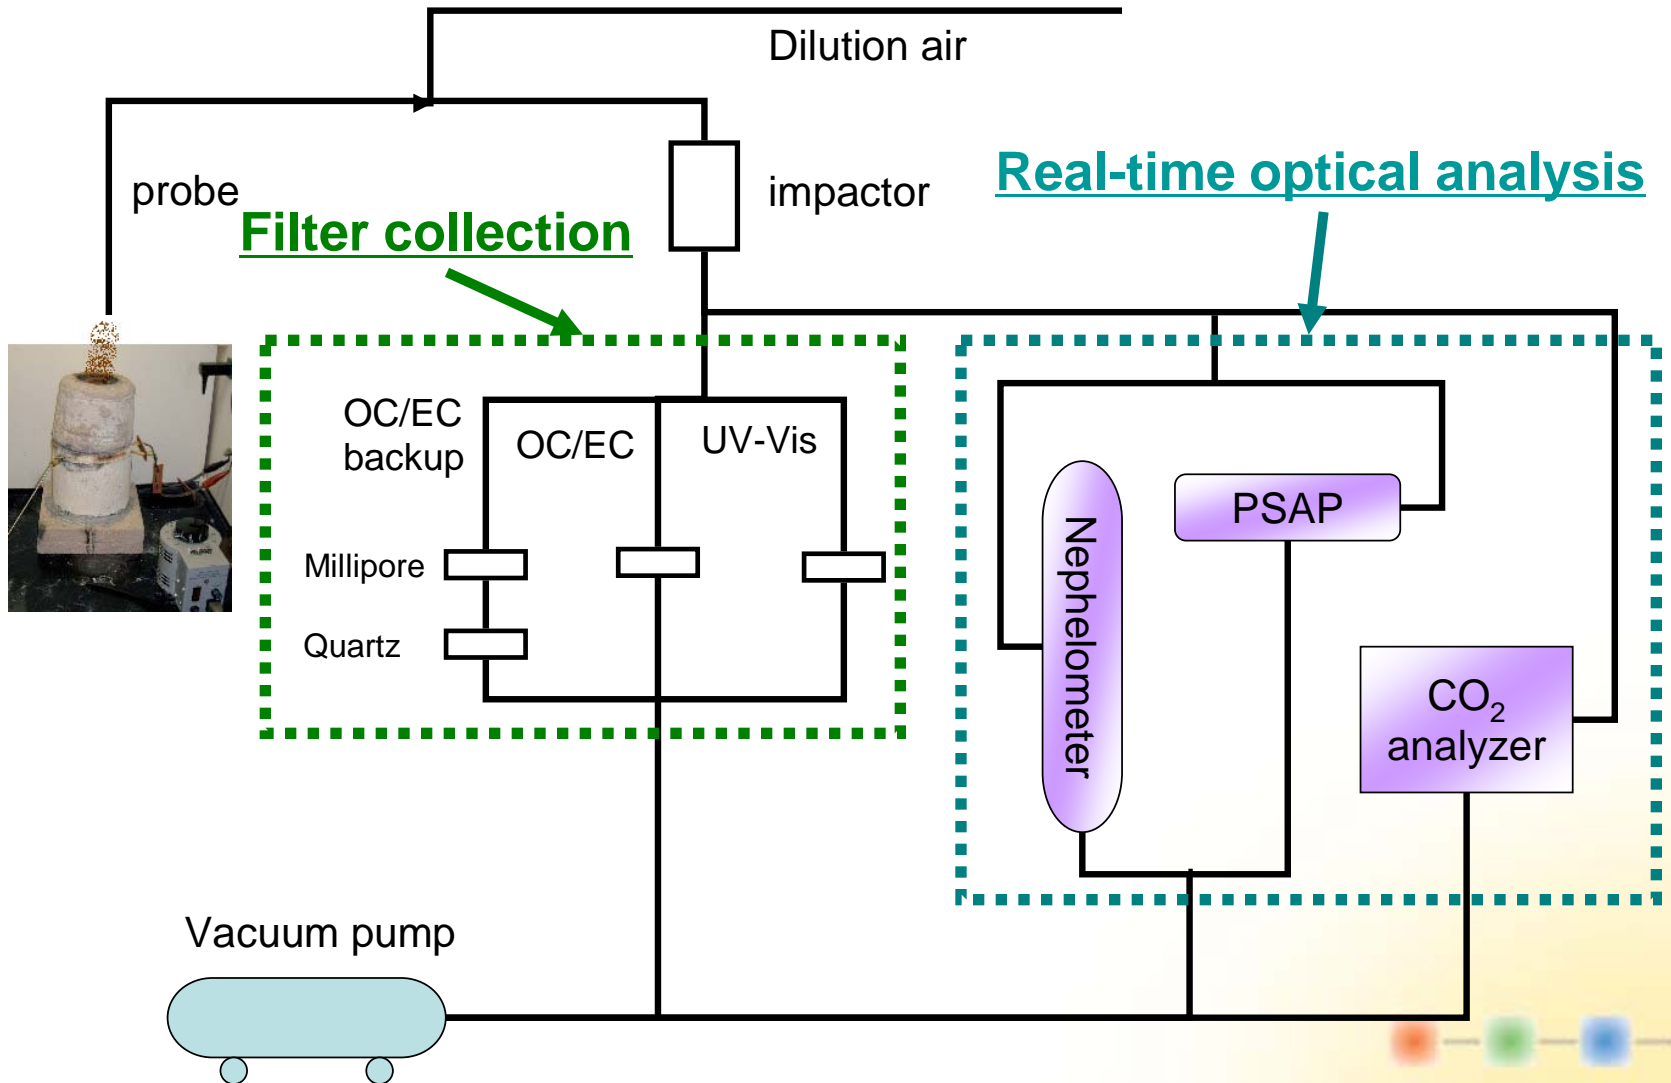 Dilution air
probe
impactor
Real-time optical analysis
Filter collection
OC/EC
backup
OC/EC
UV-Vis
Millipore
Quartz
Nephelometer
PSAP
CO₂
analyzer
Vacuum pump